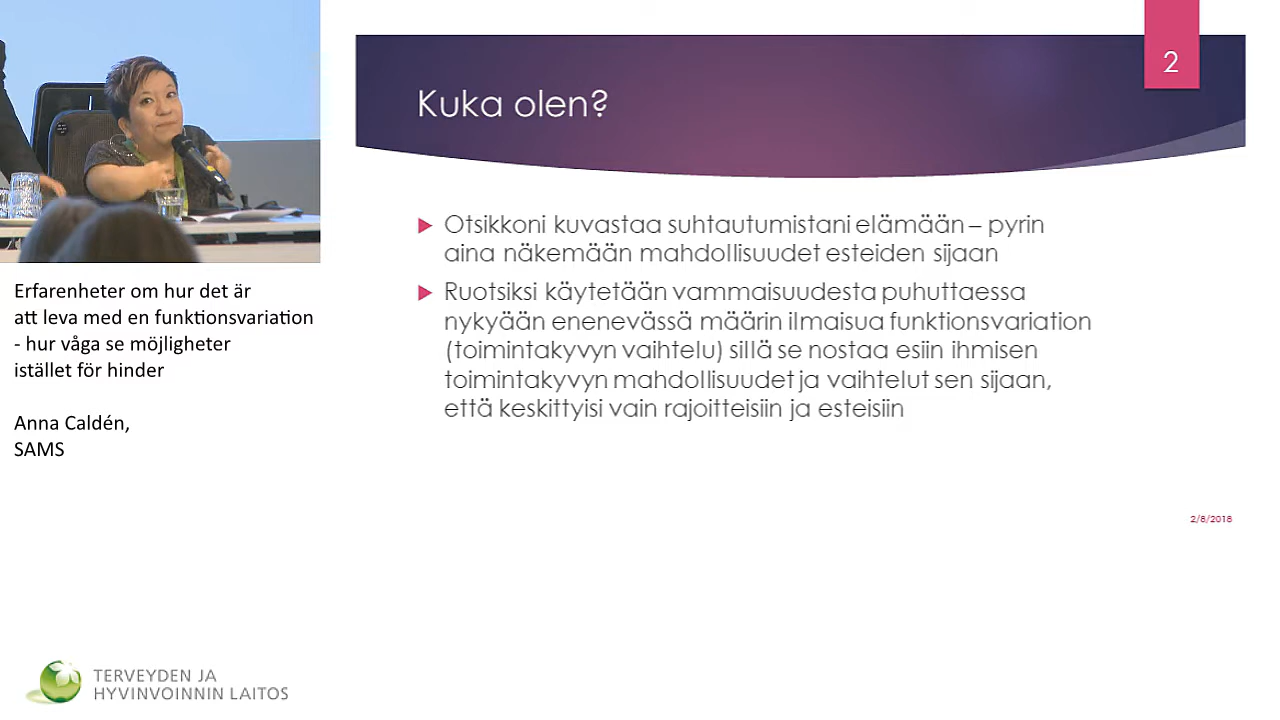 2
Kuka olen?
Otsikkoni kuvastaa suhtautumistani elämään – pyrin
aina näkemään mahdollisuudet esteiden sijaan
Ruotsiksi käytetään vammaisuudesta puhuttaessa
nykyään enenevässä määrin ilmaisua funktionsvariation
(toimintakyvyn vaihtelu) sillä se nostaa esiin ihmisen
toimintakyvyn mahdollisuudet ja vaihtelut sen sijaan,
että keskittyisi vain rajoitteisiin ja esteisiin
2/8/2018
Erfarenheter om hur det är
att leva med en funktionsvariation
- hur våga se möjligheter
istället för hinder
Anna Caldén,
SAMS
TERVEYDEN JA
HYVINVOINNIN LAITOS